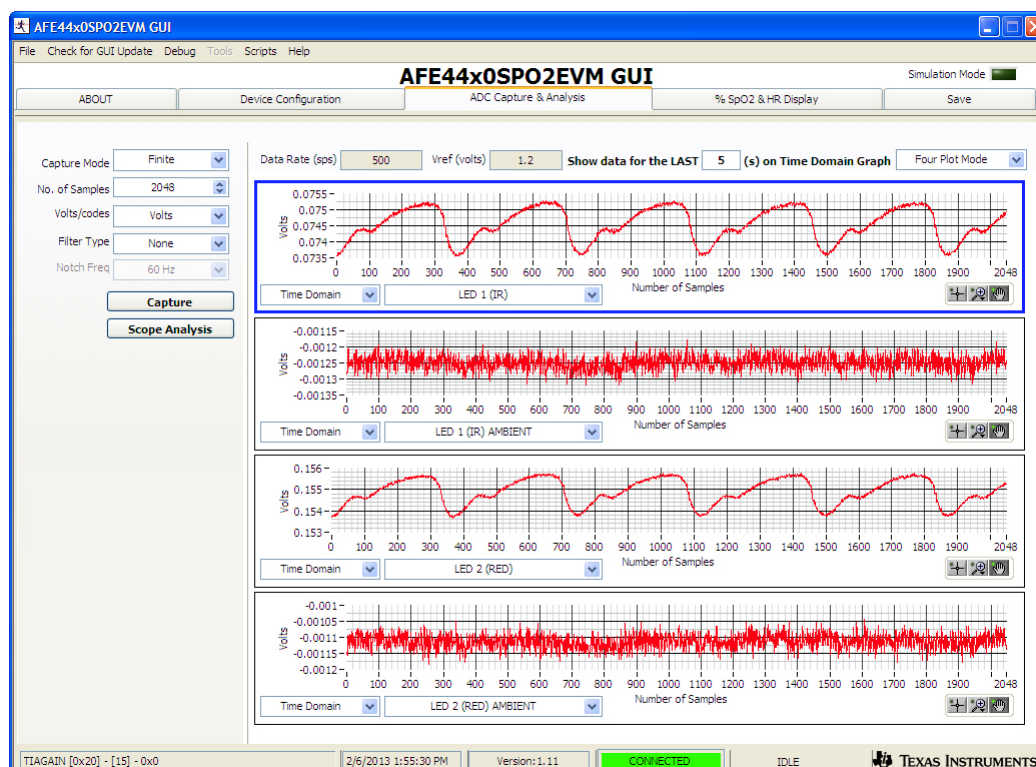 AFE44x0SPO2EVM GUI
File Check for GUI Update Debug Tools Scripts Help
AFE44x0SPO2EVM GUI
Simulation Mode
ABOUT Device Configuration ADC Capture & Analysis % SpO2 & HR Display Save
Capture Mode Finite
No. of Samples 2048
Volts/codes Volts
Filter Type None
Notch Freq 60 Hz
Capture
Scope Analysis
Data Rate (sps) 500 Vref (volts) 1.2 Show data for the LAST 5 (s) on Time Domain Graph Four Plot Mode
Volts
0.0755
0.075
0.0745
0.074
0.0735
0 100 200 300 400 500 600 700 800 900 1000 1100 1200 1300 1400 1500 1600 1700 1800 1900 2048
Number of Samples
Time Domain LED 1 (IR)
Volts
-0.00115
-0.00125
-0.0013
-0.00135
0 100 200 300 400 500 600 700 800 900 1000 1100 1200 1300 1400 1500 1600 1700 1800 1900 2048
Number of Samples
Time Domain LED 1 (IR) AMBIENT
Volts
0.156
0.155
0.154
0.153
0 100 200 300 400 500 600 700 800 900 1000 1100 1200 1300 1400 1500 1600 1700 1800 1900 2048
Number of Samples
Time Domain LED 2 (RED)
Volts
-0.001
-0.0011
-0.00115
-0.0012
0 100 200 300 400 500 600 700 800 900 1000 1100 1200 1300 1400 1500 1600 1700 1800 1900 2048
Number of Samples
Time Domain LED 2 (RED) AMBIENT
TIAGAIN [0x20] - [15] - 0x0 2/6/2013 1:55:30 PM Version:1.11 CONNECTED IDLE TEXAS INSTRUMENTS